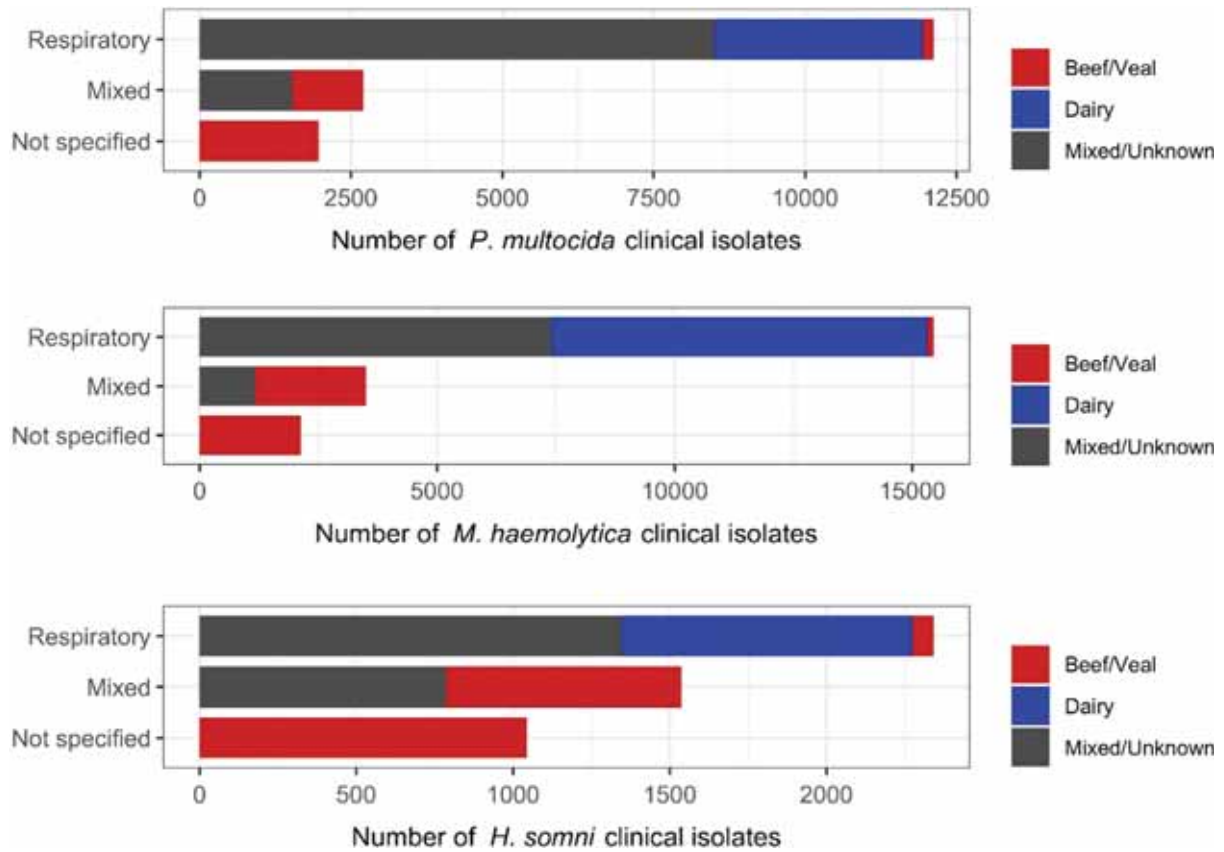 Respiratory
Mixed
Not specified
0 2500 5000 7500 10000 12500
Number of P. multocida clinical isolates
Beef/Veal
Dairy
Mixed/Unknown
Respiratory
Mixed
Not specified
0 5000 10000 15000
Number of M. haemolytica clinical isolates
Beef/Veal
Dairy
Mixed/Unknown
Respiratory
Mixed
Not specified
0 500 1000 1500 2000
Number of H. somni clinical isolates
Beef/Veal
Dairy
Mixed/Unknown